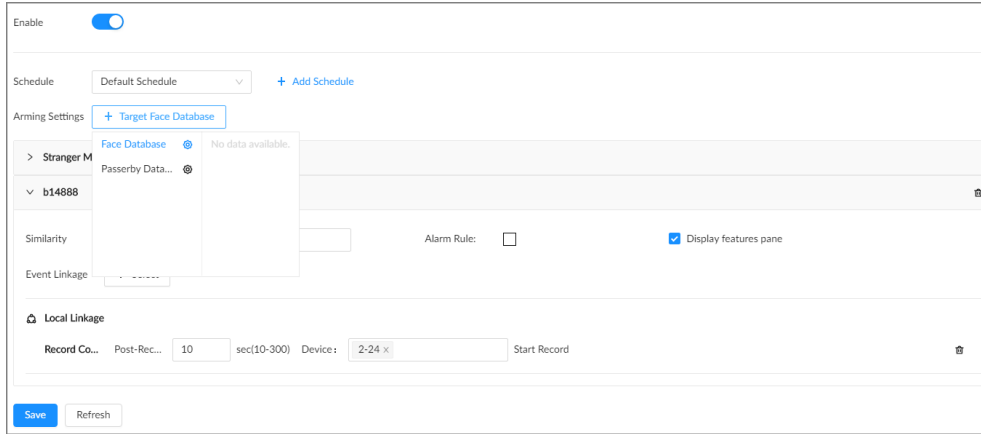 Enable
Schedule Default Schedule + Add Schedule
Arming Settings + Target Face Database
Face Database No data available.
Stranger M
Passerby Data...
b14888
Similarity Alarm Rule: Display features pane
Event Linkage
Local Linkage
Record Co... Post-Rec... 10 sec(10-300) Device : 2-24 × Start Record
Save Refresh